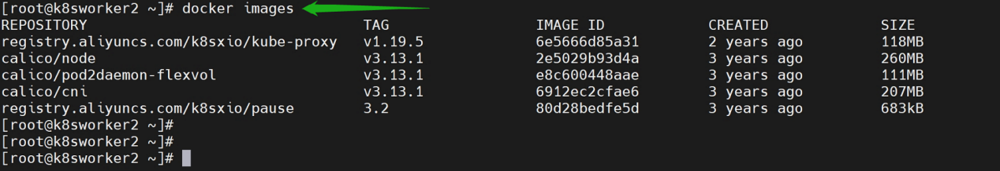 [root@k8sworker2 ~]# docker images
REPOSITORY TAG IMAGE ID CREATED SIZE
registry.aliyuncs.com/k8sxio/kube-proxy v1.19.5 6e5666d85a31 2 years ago 118MB
calico/node v3.13.1 2e5029b93d4a 3 years ago 260MB
calico/pod2daemon-flexvol v3.13.1 e8c600448aae 3 years ago 111MB
calico/cni v3.13.1 6912ec2cfae6 3 years ago 207MB
registry.aliyuncs.com/k8sxio/pause 3.2 80d28bedfe5d 3 years ago 683kB
[root@k8sworker2 ~]#
[root@k8sworker2 ~]#
[root@k8sworker2 ~]#